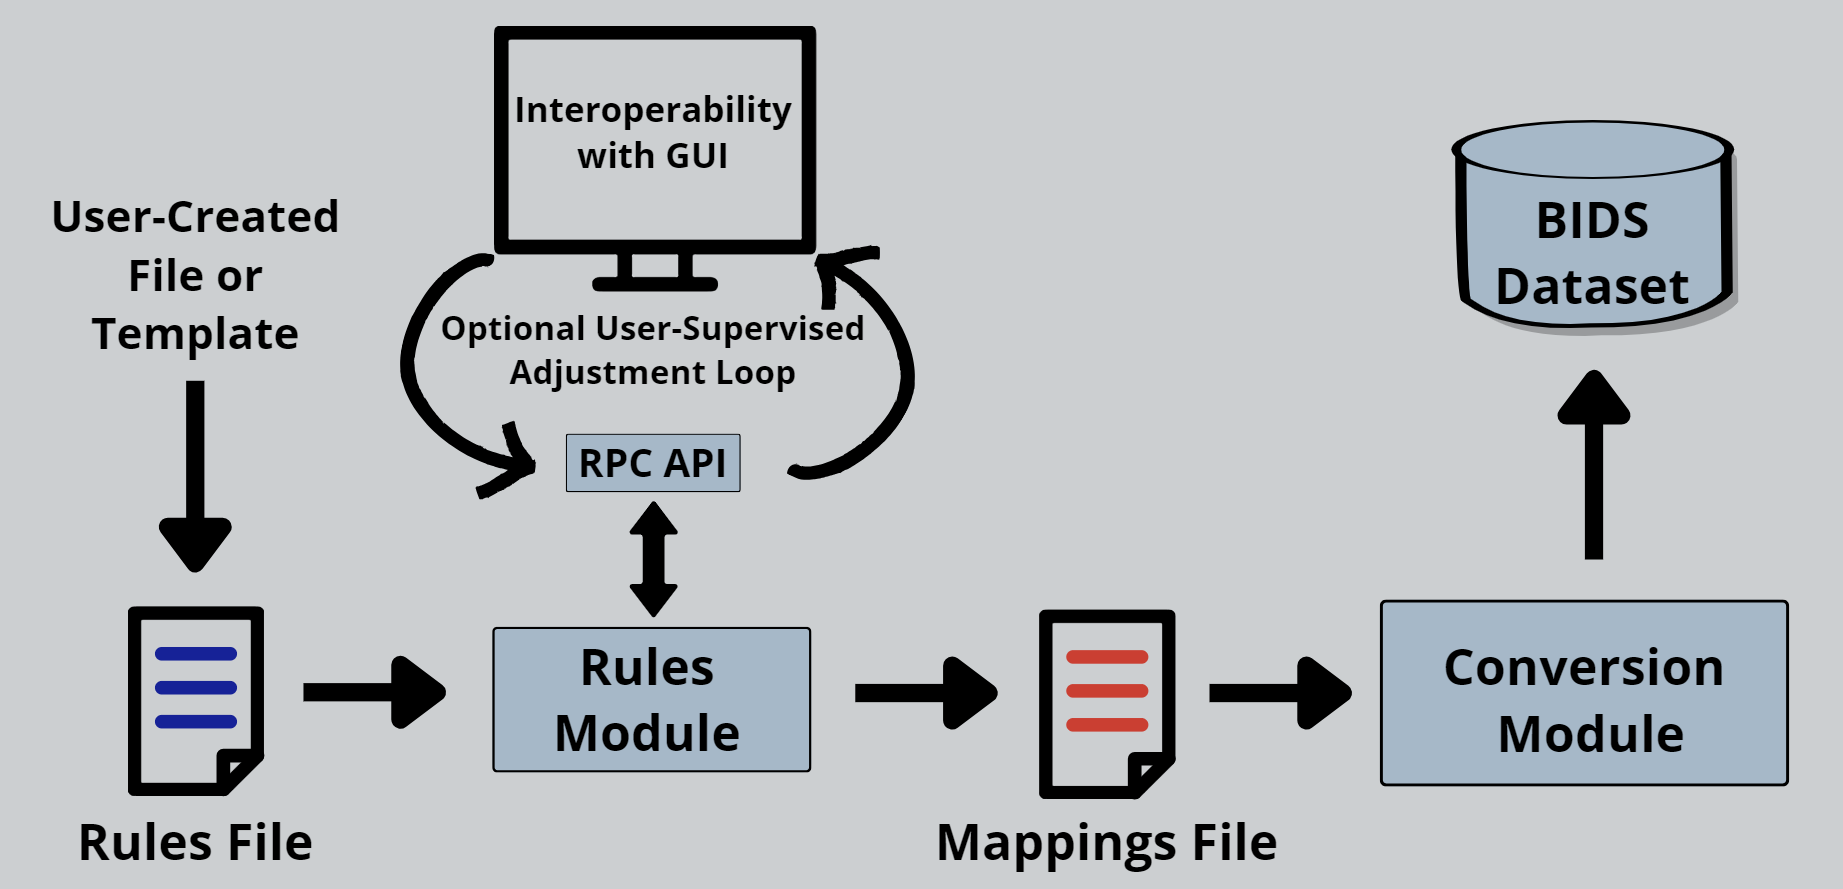 User-Created
File or
Template
Interoperability
with GUI
Optional User-Supervised
Adjustment Loop
RPC API
BIDS
Dataset
Rules
Module
Conversion
Module
Rules File
Mappings File